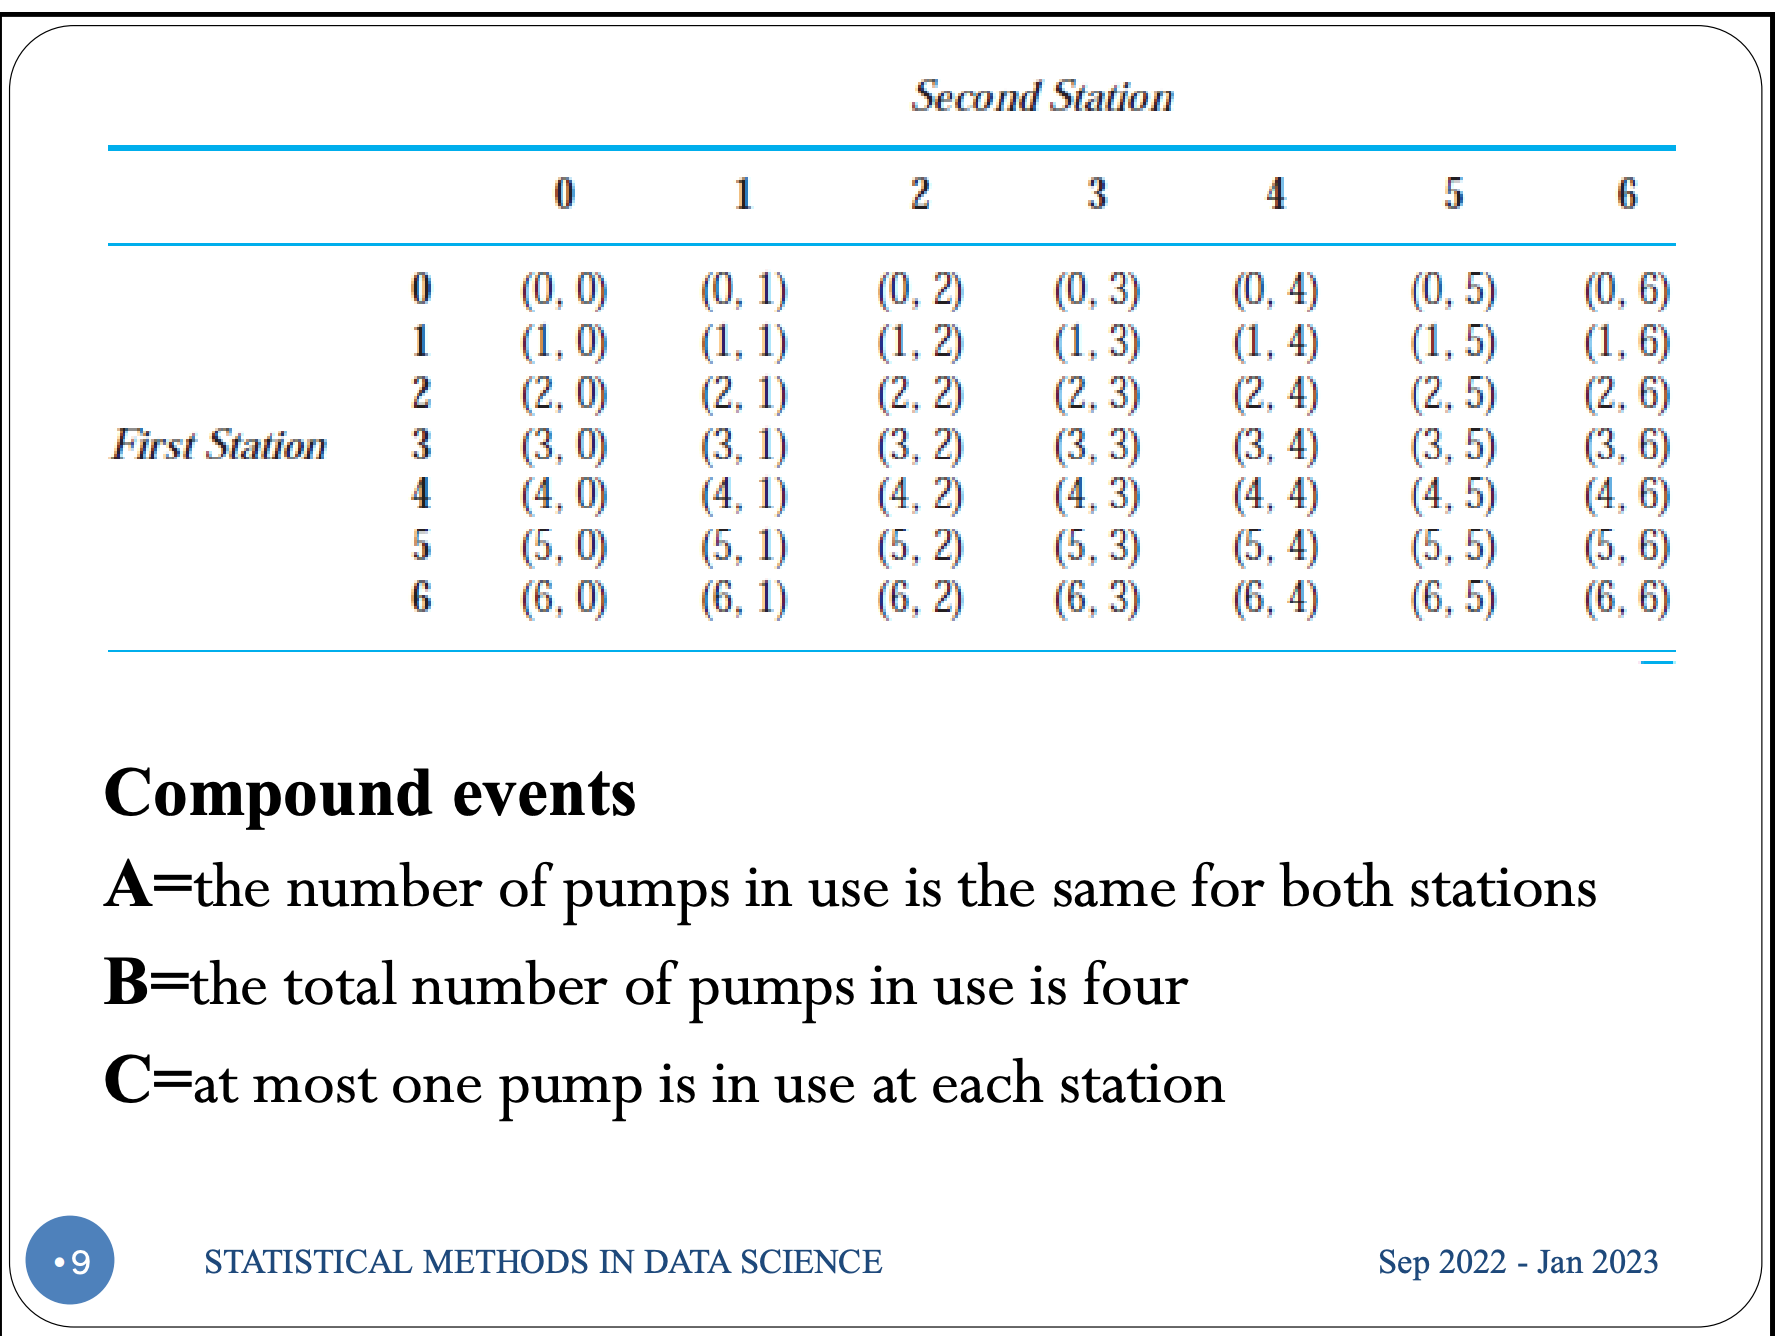 Second Station
0 1 2 3 4 5 6
0 (0, 0) (0, 1) (0, 2) (0, 3) (0, 4) (0, 5) (0, 6)
1 (1, 0) (1, 1) (1, 2) (1, 3) (1, 4) (1, 5) (1, 6)
2 (2, 0) (2, 1) (2, 2) (2, 3) (2, 4) (2, 5) (2, 6)
First Station 3 (3, 0) (3, 1) (3, 2) (3, 3) (3, 4) (3, 5) (3, 6)
4 (4, 0) (4, 1) (4, 2) (4, 3) (4, 4) (4, 5) (4, 6)
5 (5, 0) (5, 1) (5, 2) (5, 3) (5, 4) (5, 5) (5, 6)
6 (6, 0) (6, 1) (6, 2) (6, 3) (6, 4) (6, 5) (6, 6)
Compound events
A=the number of pumps in use is the same for both stations
B=the total number of pumps in use is four
C=at most one pump is in use at each station
•9 STATISTICAL METHODS IN DATA SCIENCE Sep 2022 - Jan 2023